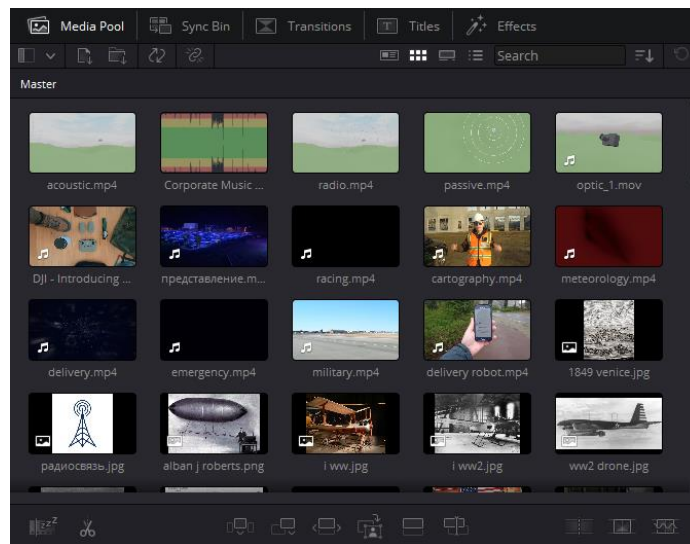 Media Pool Sync Bin Transitions Titles Effects
Search
Master
acoustic.mp4 Corporate Music ... radio.mp4 passive.mp4 optic_1.mov
DJI - Introducing ... представление.m... racing.mp4 cartography.mp4 meteorology.mp4
delivery.mp4 emergency.mp4 military.mp4 delivery robot.mp4 1849 venice.jpg
радиосвязь.jpg alban j roberts.png i ww.jpg i ww2.jpg ww2 drone.jpg